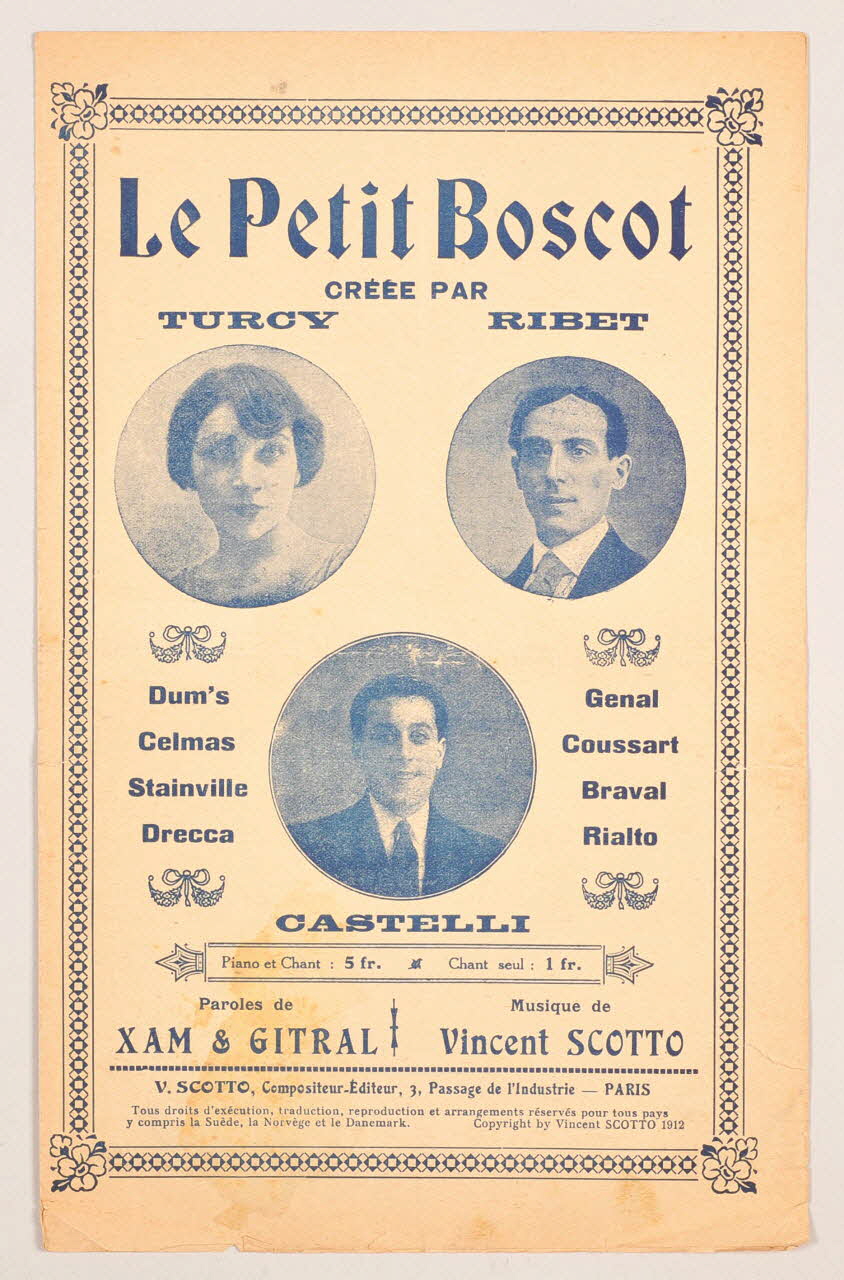 Le Petit Boscot
CRÉÉE PAR
TURCY
RIBET
Dum's
Celmas
Stainville
Drecca
Genal
Coussart
Braval
Rialto
CASTELLI
Piano et Chant : 5 fr. Chant seul : 1 fr.
Paroles de
XAM & GITRAL
Musique de
Vincent SCOTTO
V. SCOTTO, Compositeur-Éditeur, 3, Passage de l'Industrie — PARIS
Tous droits d'exécution, traduction, reproduction et arrangements réservés pour tous pays
y compris la Suède, la Norvège et le Danemark. Copyright by Vincent SCOTTO 1912